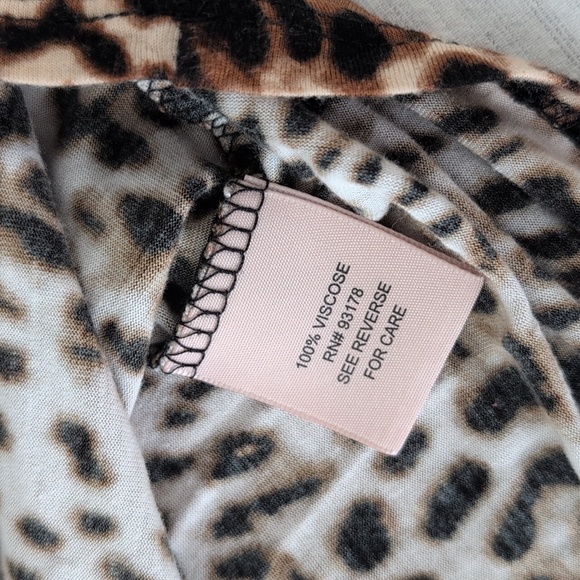 100% VISCOSE
RN# 93178
SEE REVERSE
FOR CARE